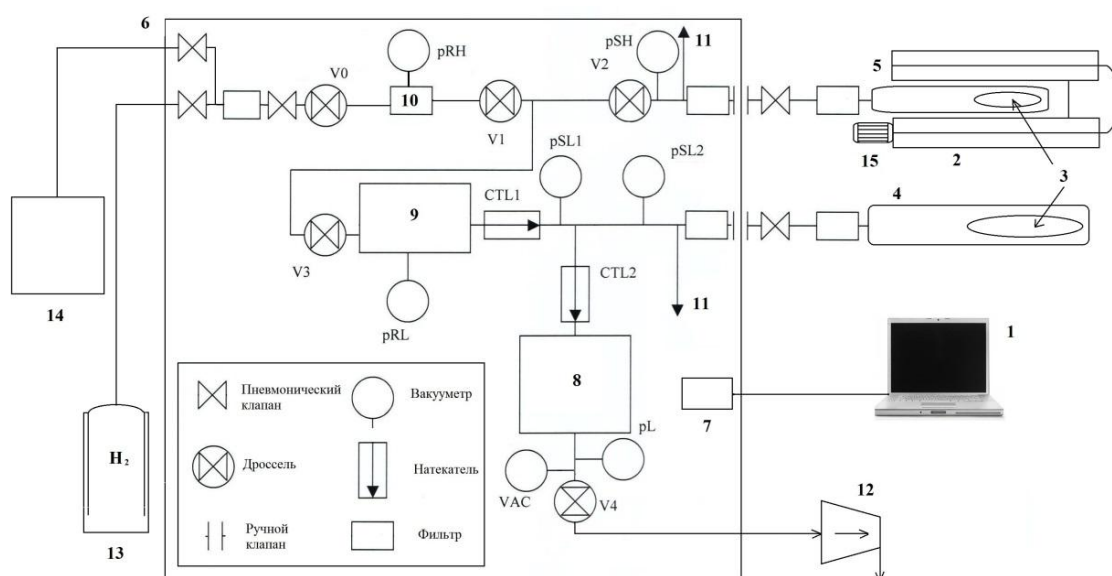 6
pRH
pSH
11
V0
V2
5
10
V1
15
2
3
pSL1
pSL2
4
CTL1
9
V3
CTL2
14
pRL
11
1
8
Пневмонический
клапан
Вакууметр
7
pL
H₂
Дроссель
Натекатель
VAC
V4
12
Ручной
клапан
Фильтр
13